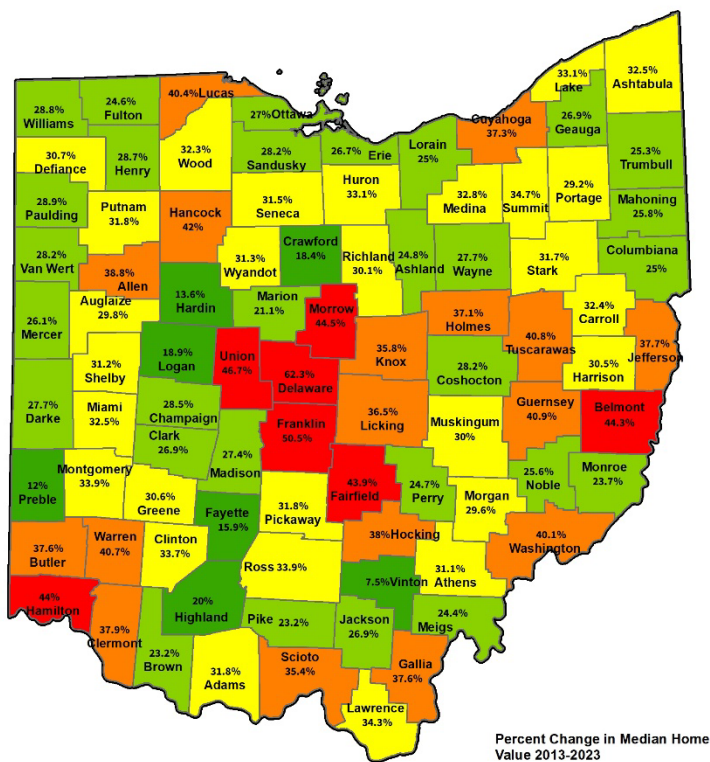 33.1%
Lake
32.5%
Ashtabula
40.4% Lucas
28.8%
Williams
24.6%
Fulton
27% Ottawa
Cuyahoga
37.3%
26.9%
Geauga
30.7%
Defiance
28.7%
Henry
32.3%
Wood
28.2%
Sandusky
26.7% Erie
Lorain
25%
25.3%
Trumbull
28.9%
Paulding
Putnam
31.8%
Hancock
42%
31.5%
Seneca
Huron
33.1%
32.8%
Medina
34.7%
Summit
29.2%
Portage
Mahoning
25.8%
28.2%
Van Wert
38.8%
Allen
31.3%
Wyandot
Crawford
18.4%
Richland
30.1%
24.8%
Ashland
27.7%
Wayne
31.7%
Stark
Columbiana
25%
26.1%
Mercer
Auglaize
29.8%
13.6%
Hardin
Marion
21.1%
Morrow
44.5%
37.1%
Holmes
32.4%
Carroll
31.2%
Shelby
18.9%
Logan
Union
46.7%
62.3%
Delaware
35.8%
Knox
28.2%
Coshocton
40.8%
Tuscarawas
30.5%
Harrison
37.7%
Jefferson
27.7%
Darke
Miami
32.5%
28.5%
Champaign
Clark
26.9%
27.4%
Madison
Franklin
50.5%
36.5%
Licking
Muskingum
30%
Guernsey
40.9%
Belmont
44.3%
12%
Preble
Montgomery
33.9%
30.6%
Greene
Fayette
15.9%
31.8%
Pickaway
43.9%
Fairfield
24.7%
Perry
Morgan
29.6%
25.6%
Noble
Monroe
23.7%
37.6%
Butler
Warren
40.7%
Clinton
33.7%
Ross 33.9%
38% Hocking
31.1%
Athens
40.1%
Washington
44%
Hamilton
37.9%
Clermont
20%
Highland
7.5% Vinton
23.2%
Brown
Pike 23.2%
Jackson
26.9%
24.4%
Meigs
31.8%
Adams
Scioto
35.4%
Gallia
37.6%
Lawrence
34.3%
Percent Change in Median Home
Value 2013-2023